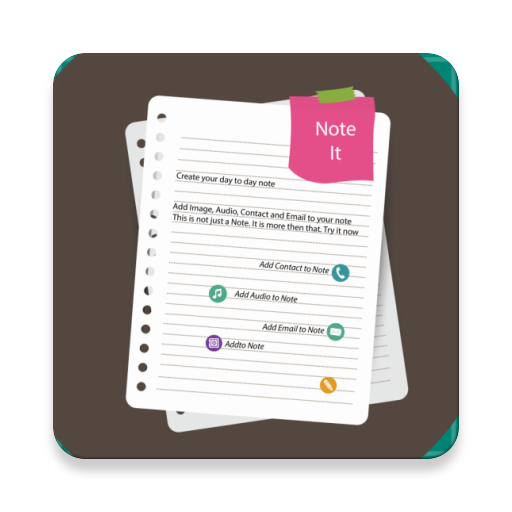 Note
It
Create your day to day note
Add Image, Audio, Contact and Email to your note
This is not just a Note. It is more then that. Try it now
Add Contact to Note
Add Audio to Note
Add Email to Note
Addto Note